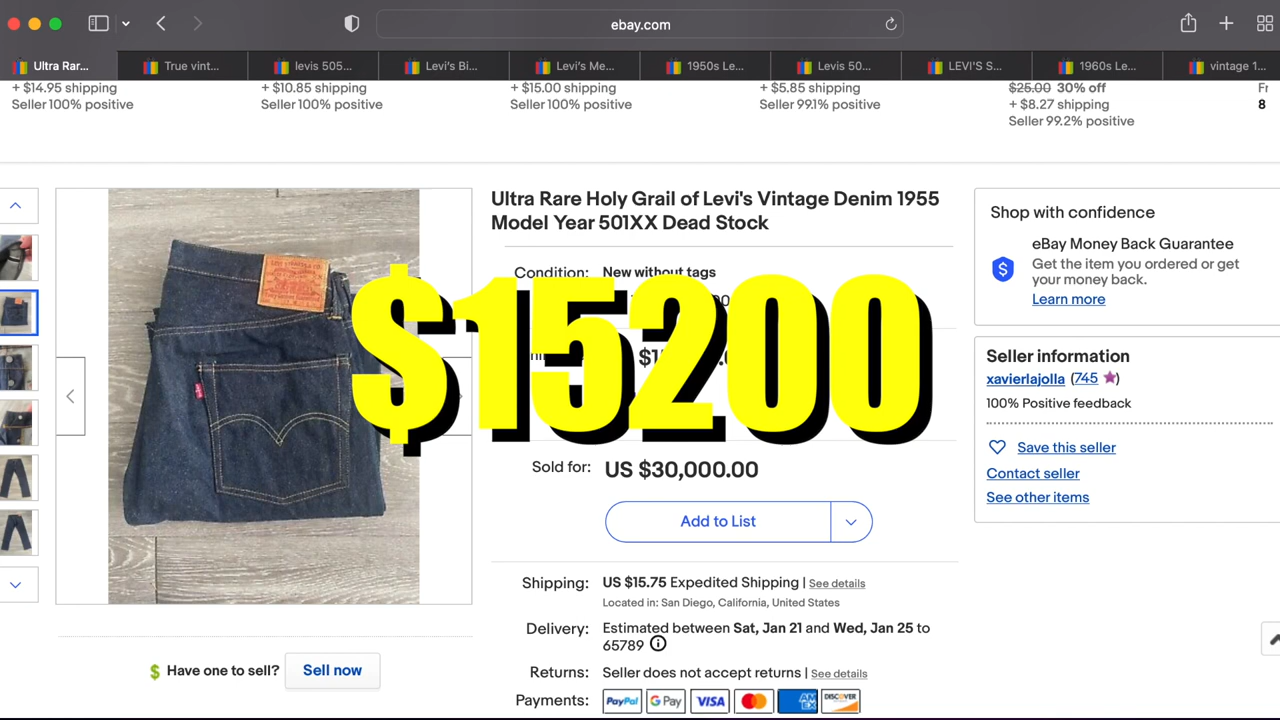 ebay.com
Ultra Rar...
True vint...
levis 505...
Levi's Bi...
Levi's Me...
1950s Le...
Levis 50...
LEVI'S S...
1960s Le...
vintage 1...
+ $14.95 shipping
Seller 100% positive
+ $10.85 shipping
Seller 100% positive
+ $15.00 shipping
Seller 100% positive
+ $5.85 shipping
Seller 99.1% positive
$25.00 30% off
+ $8.27 shipping
Seller 99.2% positive
Fr
8
Ultra Rare Holy Grail of Levi's Vintage Denim 1955
Model Year 501XX Dead Stock
Condition: New without tags
$15200
Sold for: US $30,000.00
Add to List
Shipping: US $15.75 Expedited Shipping | See details
Located in: San Diego, California, United States
Delivery: Estimated between Sat, Jan 21 and Wed, Jan 25 to
65789
Returns: Seller does not accept returns | See details
Payments: PayPal G Pay VISA AMEX DISCOVER
Have one to sell? Sell now
Shop with confidence
eBay Money Back Guarantee
Get the item you ordered or get
your money back.
Learn more
Seller information
xavierlajolla (745)
100% Positive feedback
Save this seller
Contact seller
See other items